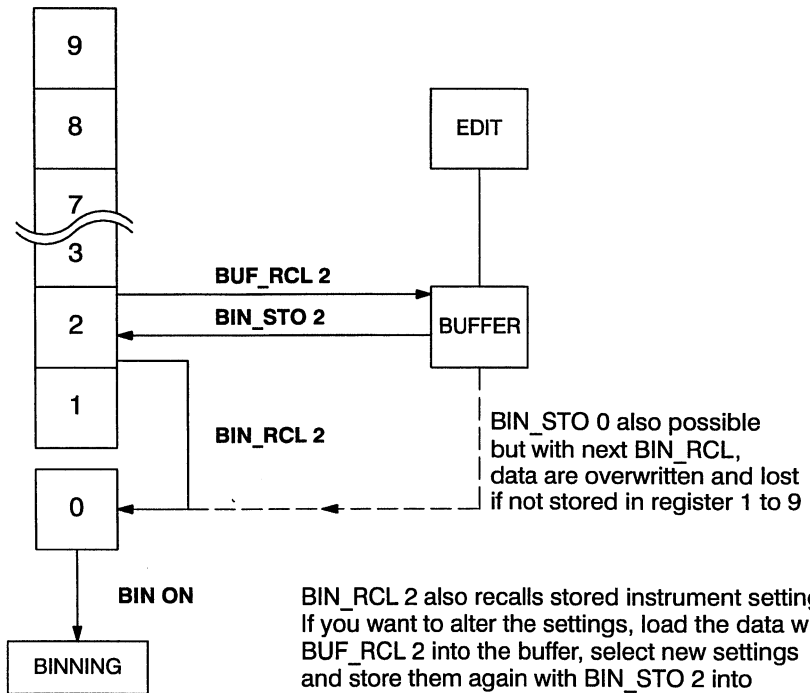 9
8
EDIT
7
3
BUF_RCL 2
BIN_STO 2
2
BUFFER
1
BIN_RCL 2
BIN_STO 0 also possible
but with next BIN_RCL,
data are overwritten and lost
if not stored in register 1 to 9
0
BIN ON
BIN_RCL 2 also recalls stored instrument
If you want to alter the settings, load the data
BUF_RCL 2 into the buffer, select new settings
and store them again with BIN_STO 2 into
BINNING